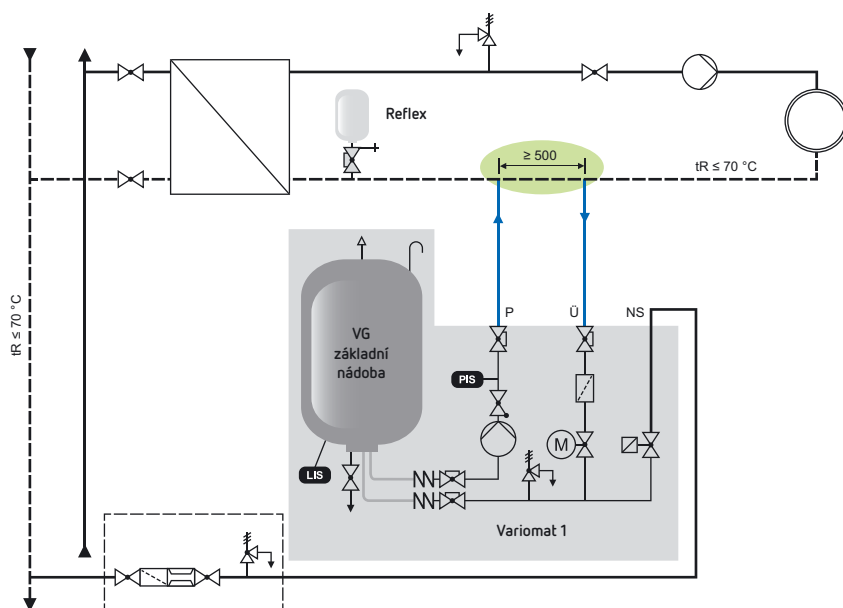 Reflex
≥ 500
tR ≤ 70 °C
tR ≤ 70 °C
P
Ü
NS
VG
základní
nádoba
PIS
M
LIS
Variomat 1